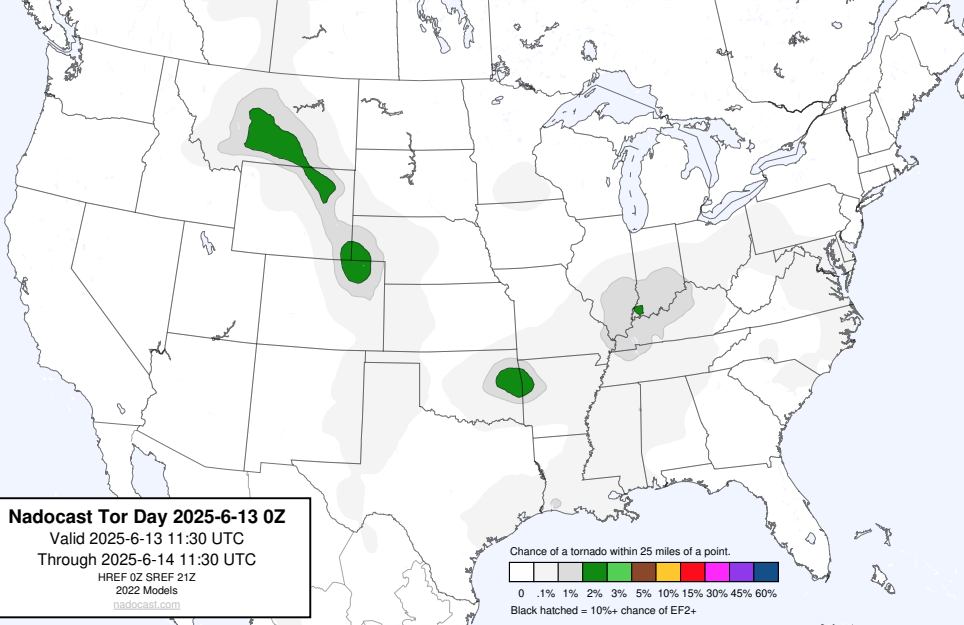 Nadocast Tor Day 2025-6-13 0Z
Valid 2025-6-13 11:30 UTC
Through 2025-6-14 11:30 UTC
HREF 0Z SREF 21Z
2022 Models
nadocast.com
Chance of a tornado within 25 miles of a point.
0 .1% 1% 2% 3% 5% 10% 15% 30% 45% 60%
Black hatched = 10%+ chance of EF2+